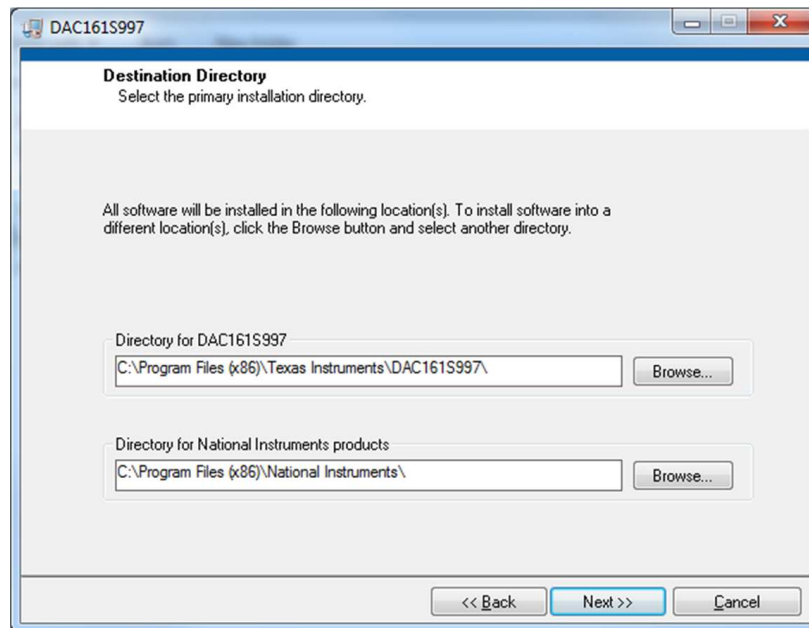 DAC161S997
Destination Directory
Select the primary installation directory.
All software will be installed in the following location(s). To install software into a
different location(s), click the Browse button and select another directory.
Directory for DAC161S997
C:\Program Files (x86)\Texas Instruments\DAC161S997\
Browse...
Directory for National Instruments products
C:\Program Files (x86)\National Instruments\
Browse...
<< Back
Next >>
Cancel